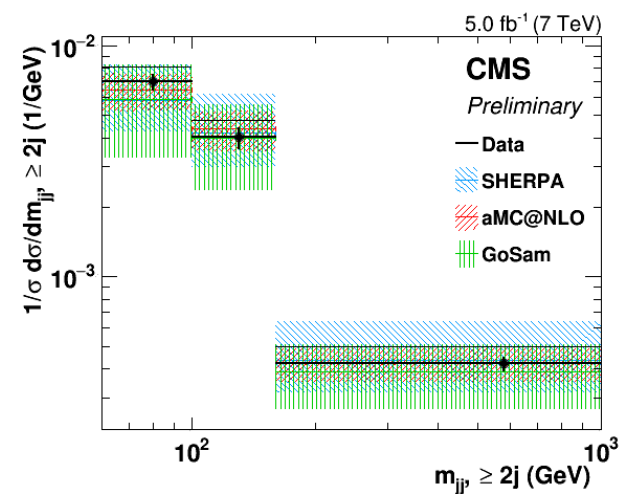 5.0 fb⁻¹ (7 TeV)
10⁻²
CMS
Preliminary
Data
SHERPA
aMC@NLO
GoSam
1/σ dσ/dm_jj, ≥ 2j (1/GeV)
10⁻³
10² 10³
m_jj, ≥ 2j (GeV)